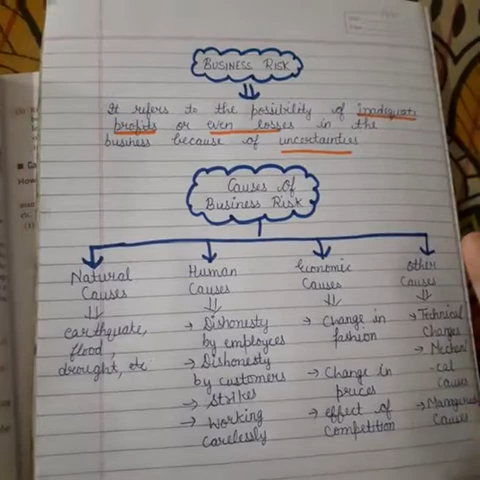 BUSINESS RISK
It refers to the possibility of inadequate
profits or even losses in the
business because of uncertainties
Causes of
Business Risk
Natural
Causes
earthquake,
flood,
drought, etc
Human
Causes
→ Dishonesty
by employees
→ Dishonesty
by customers
→ Strikes
→ Working
carelessly
Economic
Causes
→ Change in
fashion
→ Change in
prices
→ effect of
competition
Other
Causes
→ Technical
Changes
→ Mechani
-cal
causes
→ Managerial
causes